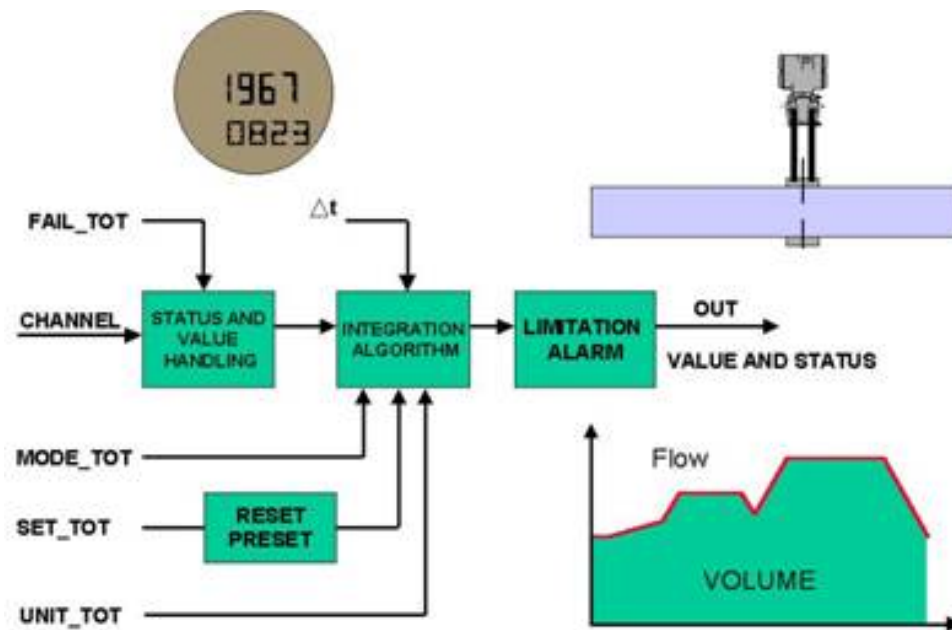 1967
0823
FAIL_TOT
△t
CHANNEL
STATUS AND
VALUE
HANDLING
INTEGRATION
ALGORITHM
LIMITATION
ALARM
OUT
VALUE AND STATUS
MODE_TOT
SET_TOT
RESET
PRESET
UNIT_TOT
Flow
VOLUME